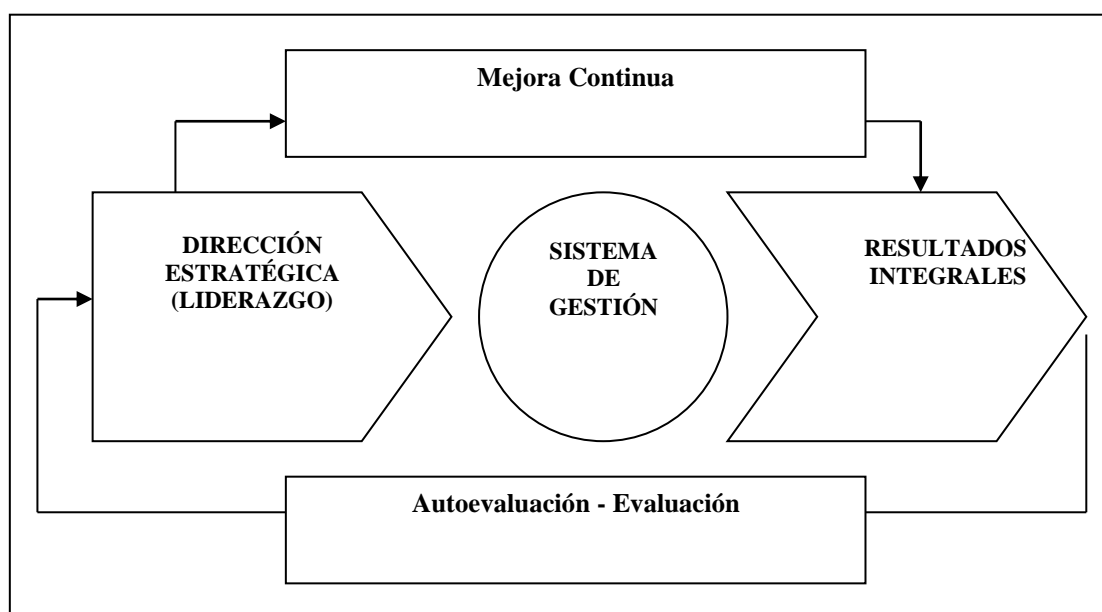 Mejora Continua
DIRECCIÓN
ESTRATÉGICA
(LIDERAZGO)
SISTEMA
DE
GESTIÓN
RESULTADOS
INTEGRALES
Autoevaluación - Evaluación